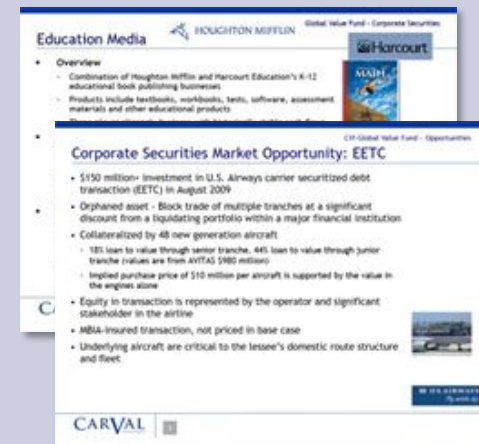 Global Value Fund - Corporate Securities
Education Media
HOUGHTON MIFFLIN
Harcourt
• Overview
- Combination of Houghton Mifflin and Harcourt Education's K-12
educational book publishing businesses
- Products include textbooks, workbooks, tests, software, assessment
materials and other educational products
MATH
CVI Global Value Fund - Opportunities
Corporate Securities Market Opportunity: EETC
• $150 million+ investment in U.S. Airways carrier securitized debt
transaction (EETC) in August 2009
• Orphaned asset - Block trade of multiple tranches at a significant
discount from a liquidating portfolio within a major financial institution
• Collateralized by 48 new generation aircraft
- 18% loan to value through senior tranche, 44% loan to value through junior
tranche (values are from AVITAS $980 million)
- Implied purchase price of $10 million per aircraft is supported by the value in
the engines alone
• Equity in transaction is represented by the operator and significant
stakeholder in the airline
• MBIA-insured transaction, not priced in base case
• Underlying aircraft are critical to the lessee's domestic route structure
and fleet
U.S AIRWAYS
CARVAL